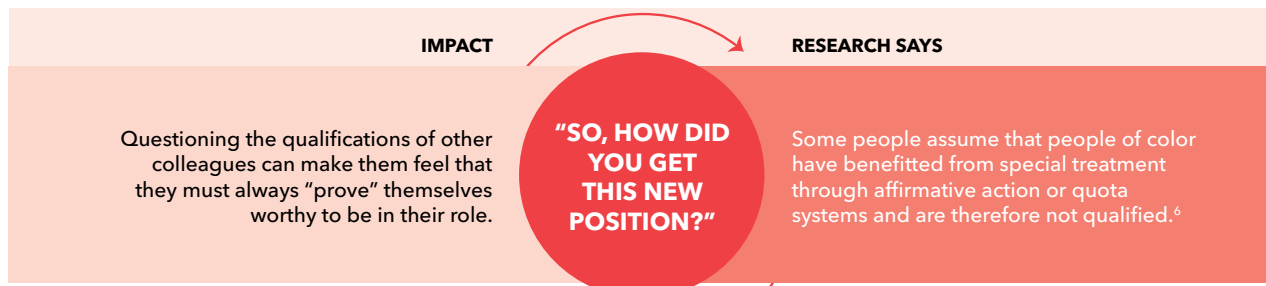 IMPACT
Questioning the qualifications of other
colleagues can make them feel that
they must always “prove” themselves
worthy to be in their role.
“SO, HOW DID
YOU GET
THIS NEW
POSITION?”
RESEARCH SAYS
Some people assume that people of color
have benefitted from special treatment
through affirmative action or quota
systems and are therefore not qualified.⁶